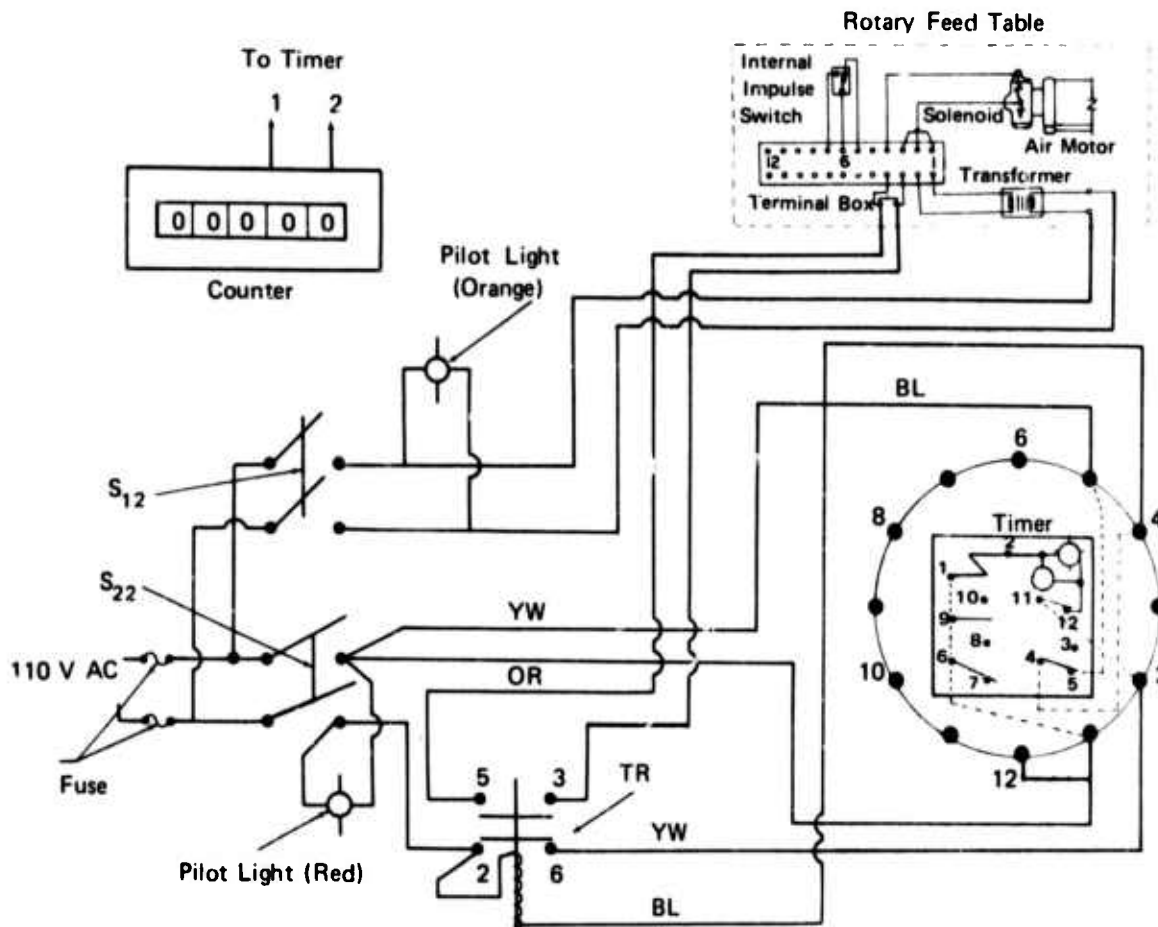 Rotary Feed Table
To Timer
1 2
0 0 0 0 0
Counter
Internal
Impulse
Switch
Solenoid
2
Air Motor
12 6
Transformer
Terminal Box
Pilot Light
(Orange)
BL
S12
S22
110 V AC
Fuse
Pilot Light (Red)
YW
OR
5 3
TR
2 6
YW
BL
6
8
4
10
12
Timer
2
1
10
11
12
9
8
3
6
4
7
5